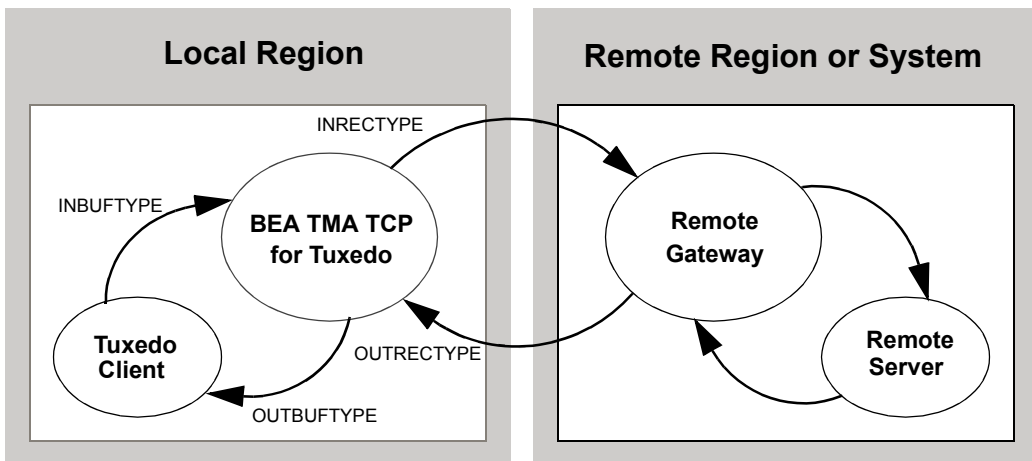 Local Region
Remote Region or System
INRECTYPE
INBUFTYPE
BEA TMA TCP
for Tuxedo
Remote
Gateway
Tuxedo
Client
OUTRECTYPE
Remote
Server
OUTBUFTYPE